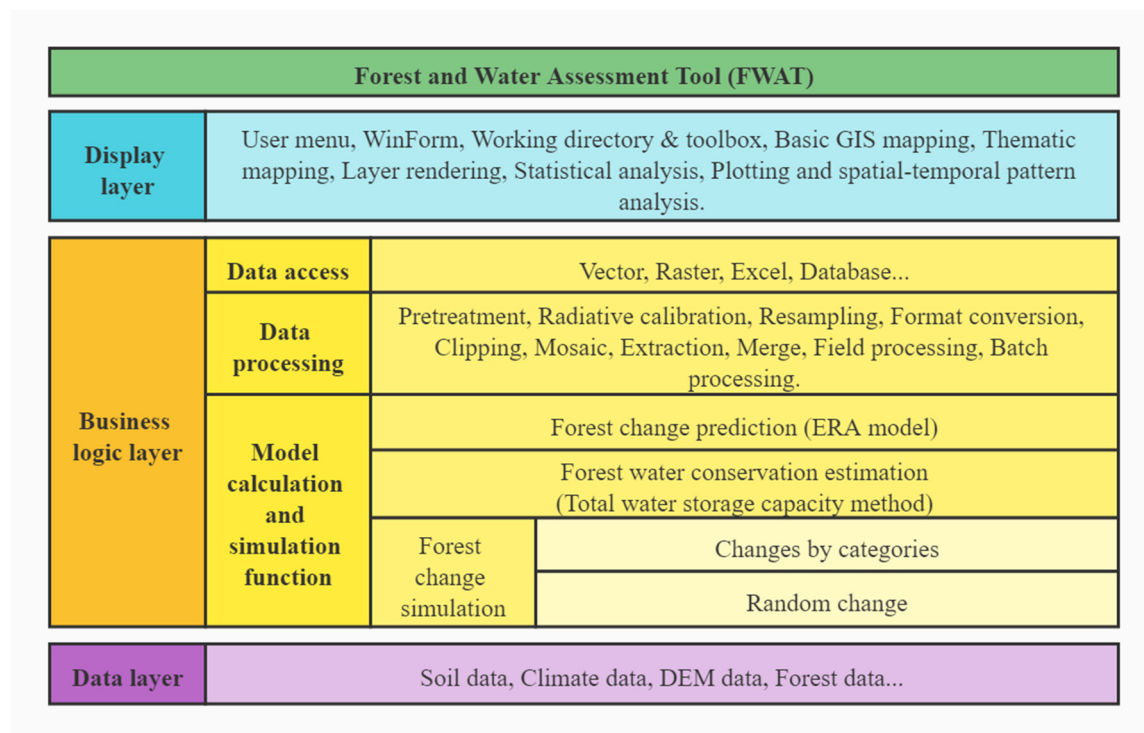 Forest and Water Assessment Tool (FWAT)
Display
layer
User menu, WinForm, Working directory & toolbox, Basic GIS mapping, Thematic
mapping, Layer rendering, Statistical analysis, Plotting and spatial-temporal pattern
analysis.
Business
logic layer
Data access
Vector, Raster, Excel, Database...
Data
processing
Pretreatment, Radiative calibration, Resampling, Format conversion,
Clipping, Mosaic, Extraction, Merge, Field processing, Batch
processing.
Model
calculation
and
simulation
function
Forest change prediction (ERA model)
Forest water conservation estimation
(Total water storage capacity method)
Forest
change
simulation
Changes by categories
Random change
Data layer
Soil data, Climate data, DEM data, Forest data...